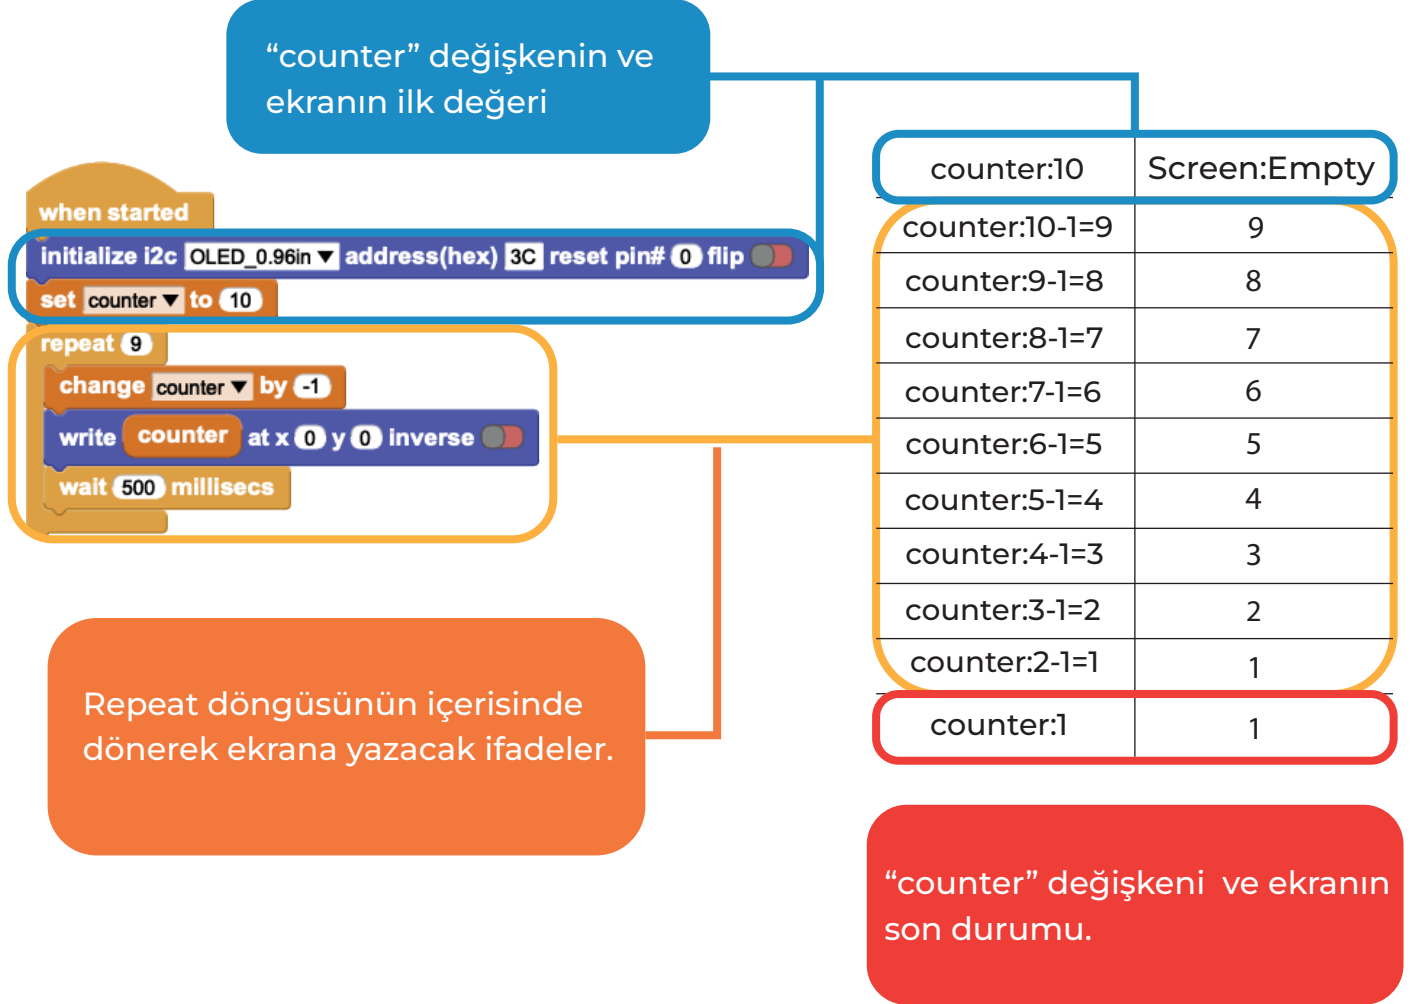 “counter” değişkenin ve
ekranın ilk değeri
when started
initialize i2c OLED_0.96in address(hex) 3C reset pin# 0 flip
set counter to 10
repeat 9
change counter by -1
write counter at x 0 y 0 inverse
wait 500 millisecs
counter:10 Screen:Empty
counter:10-1=9 9
counter:9-1=8 8
counter:8-1=7 7
counter:7-1=6 6
counter:6-1=5 5
counter:5-1=4 4
counter:4-1=3 3
counter:3-1=2 2
counter:2-1=1 1
counter:1 1
Repeat döngüsünün içerisinde
dönerek ekrana yazacak ifadeler.
“counter” değişkeni ve ekranın
son durumu.